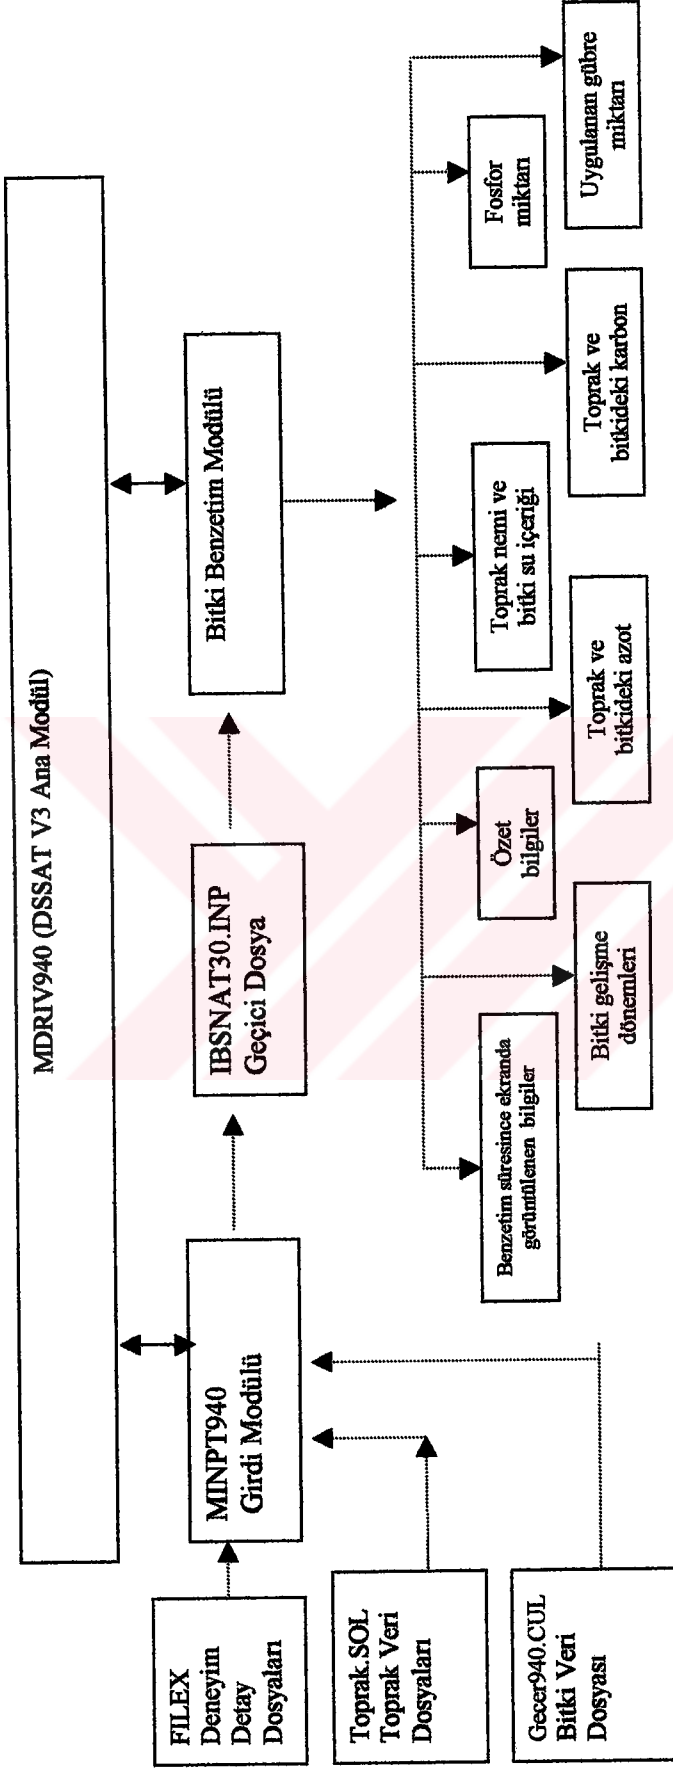 MDRIV940 (DSSAT V3 Ana Modül)
FILEX
Deneyim
Detay
Dosyaları
MINPT940
Girdi Modülü
IBSNAT30.INP
Geçici Dosya
Bitki Benzetim Modülü
Toprak.SOL
Toprak Veri
Dosyaları
Gecer940.CUL
Bitki Veri
Dosyası
Benzetim süresince ekranda
görüntülenen bilgiler
Bitki gelişme
dönemleri
Özet
bilgiler
Toprak ve
bitkideki azot
Toprak nemi ve
bitki su içeriği
Toprak ve
bitkideki karbon
Fosfor
miktarı
Uygulanan gübre
miktarı